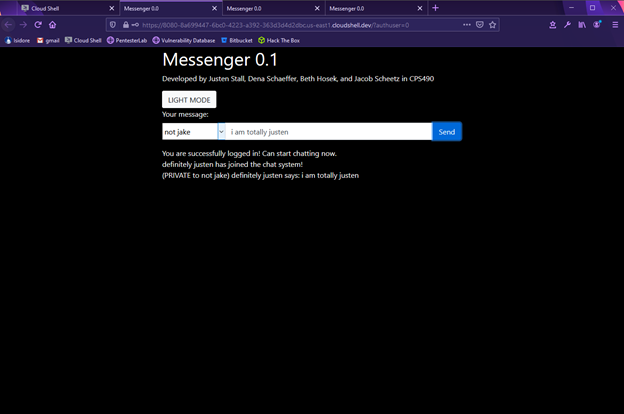 Cloud Shell
Messenger 0.0
Messenger 0.0
Messenger 0.0
https://8080-8a699447-6bc0-4223-a392-363d3d4d2dbc.us-east1.cloudshell.dev/?authuser=0
Isidore gmail Cloud Shell PentesterLab Vulnerability Database Bitbucket Hack The Box
Messenger 0.1
Developed by Justen Stall, Dena Schaeffer, Beth Hosek, and Jacob Scheetz in CPS490
LIGHT MODE
Your message:
not jake i am totally justen Send
You are successfully logged in! Can start chatting now.
definitely justen has joined the chat system!
(PRIVATE to not jake) definitely justen says: i am totally justen